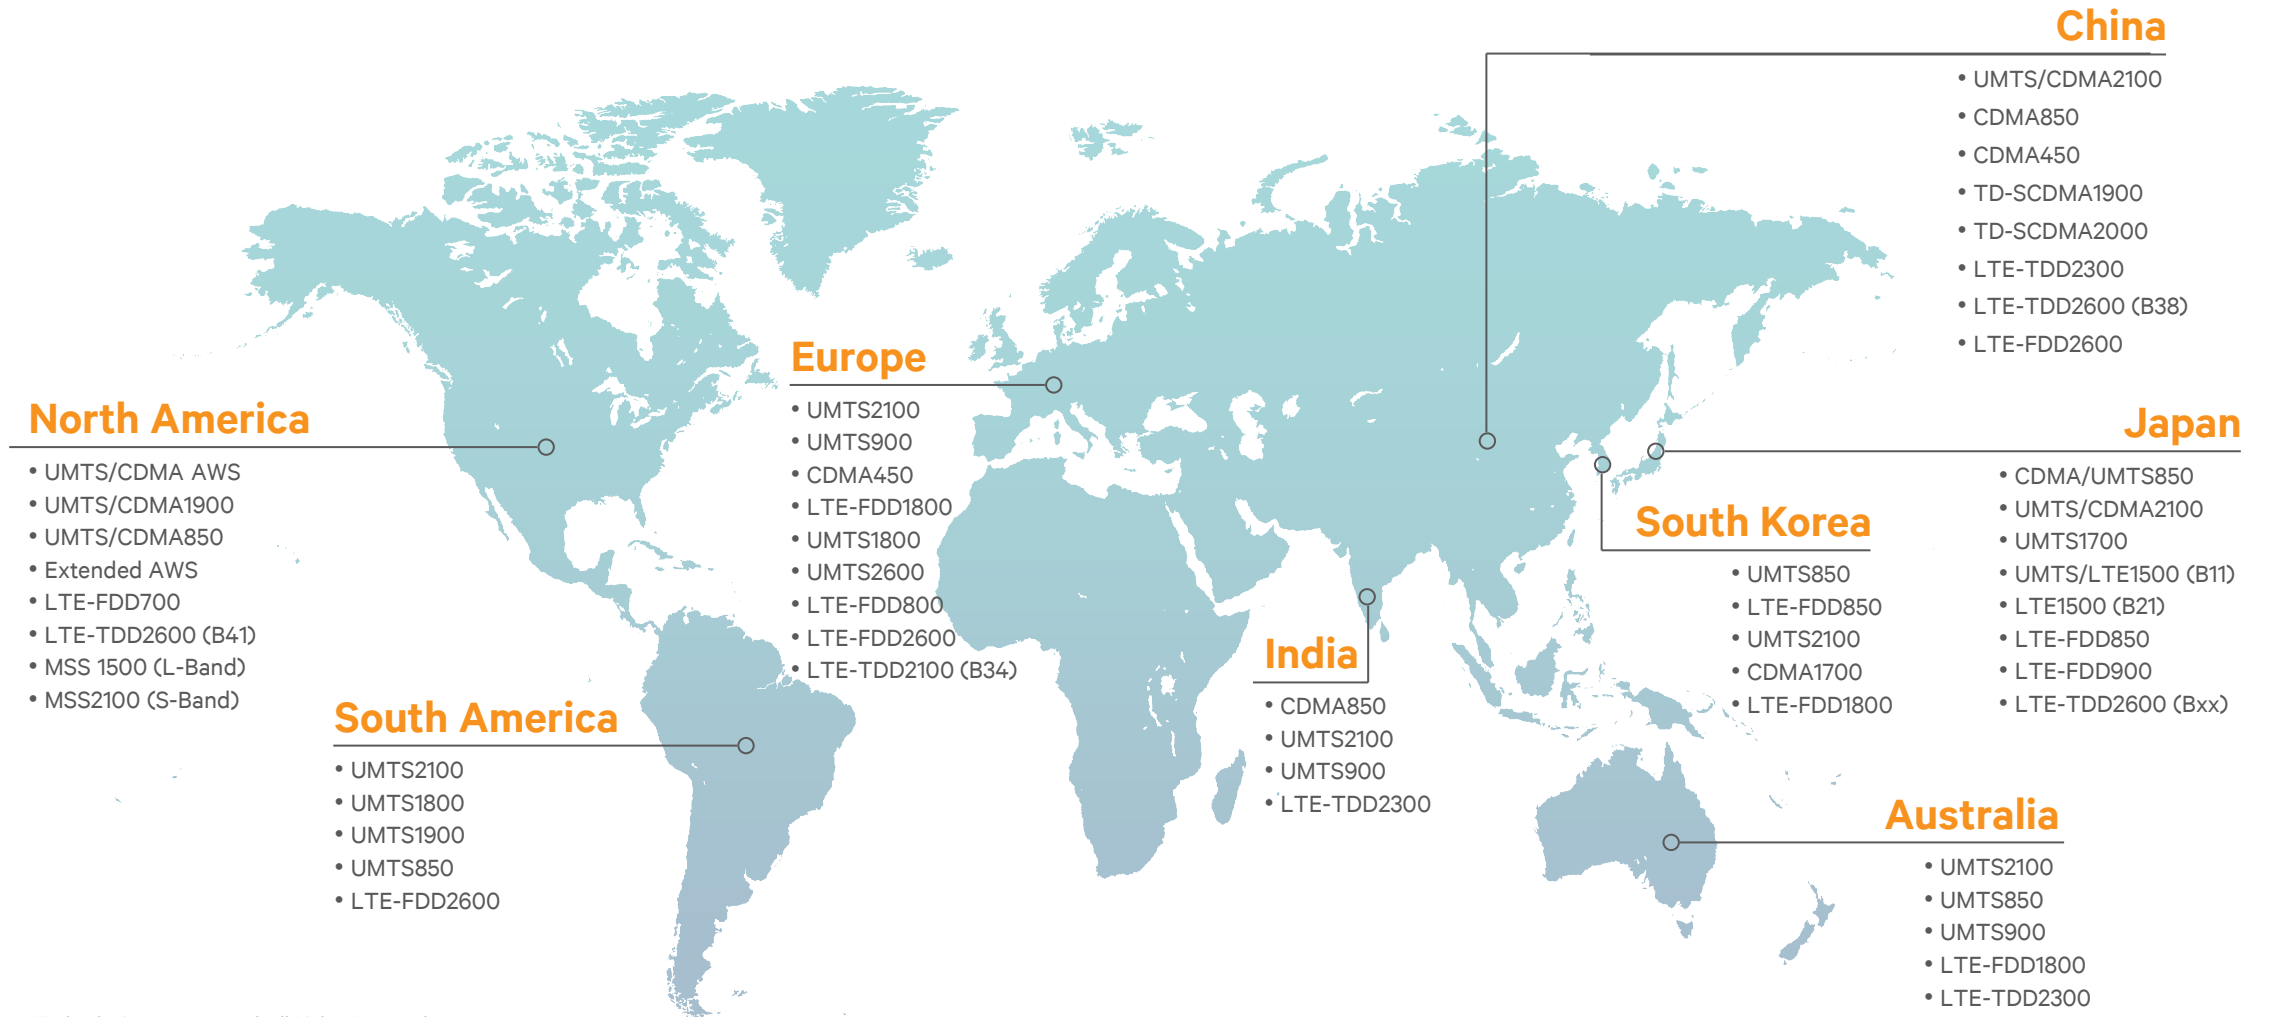 China
• UMTS/CDMA2100
• CDMA850
• CDMA450
• TD-SCDMA1900
• TD-SCDMA2000
• LTE-TDD2300
• LTE-TDD2600 (B38)
• LTE-FDD2600
Europe
• UMTS2100
• UMTS900
• CDMA450
• LTE-FDD1800
• UMTS1800
• UMTS2600
• LTE-FDD800
• LTE-FDD2600
• LTE-TDD2100 (B34)
North America
• UMTS/CDMA AWS
• UMTS/CDMA1900
• UMTS/CDMA850
• Extended AWS
• LTE-FDD700
• LTE-TDD2600 (B41)
• MSS 1500 (L-Band)
• MSS2100 (S-Band)
Japan
• CDMA/UMTS850
• UMTS/CDMA2100
• UMTS1700
• UMTS/LTE1500 (B11)
• LTE1500 (B21)
• LTE-FDD850
• LTE-FDD900
• LTE-TDD2600 (Bxx)
South Korea
• UMTS850
• LTE-FDD850
• UMTS2100
• CDMA1700
• LTE-FDD1800
India
• CDMA850
• UMTS2100
• UMTS900
• LTE-TDD2300
South America
• UMTS2100
• UMTS1800
• UMTS1900
• UMTS850
• LTE-FDD2600
Australia
• UMTS2100
• UMTS850
• UMTS900
• LTE-FDD1800
• LTE-TDD2300